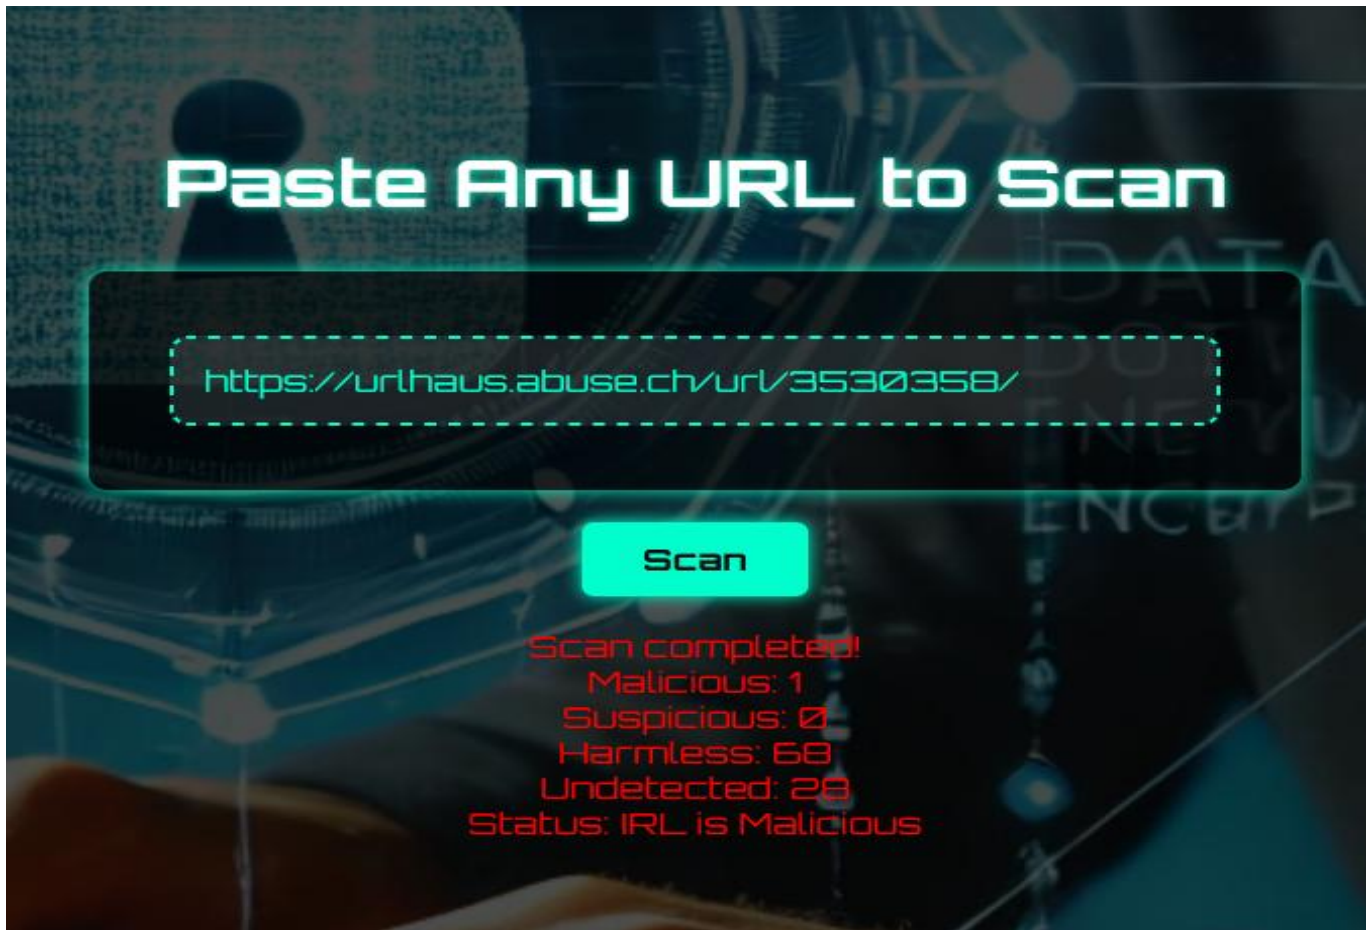 Paste Any URL to Scan
DATA
https://urlhaus.abuse.ch/url/3530358/
Scan
Scan completed!
Malicious: 1
Suspicious: 0
Harmless: 68
Undetected: 28
Status: IRL is Malicious